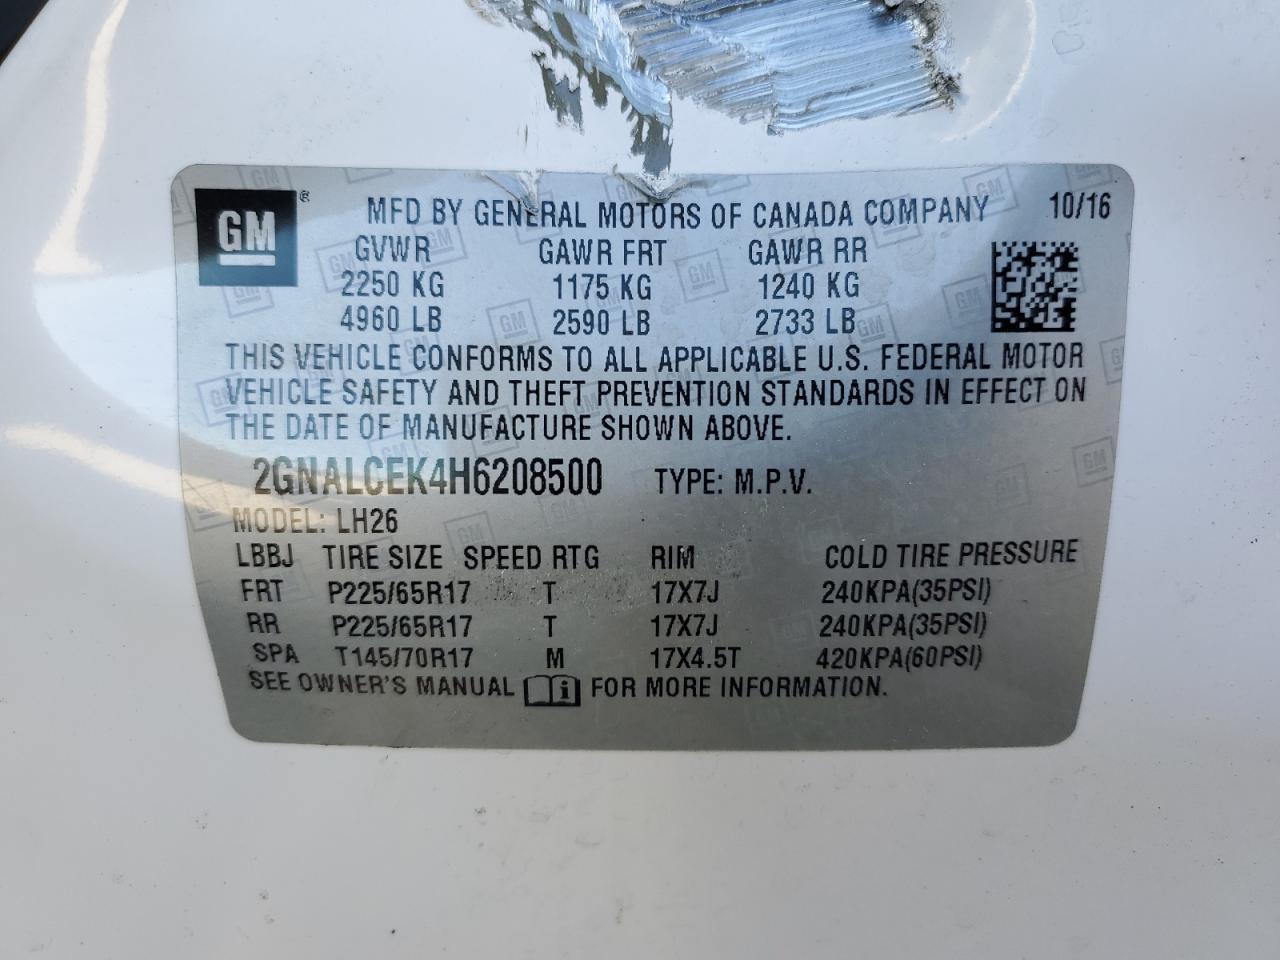 GM ® MFD BY GENERAL MOTORS OF CANADA COMPANY 10/16
GVWR GAWR FRT GAWR RR
2250 KG 1175 KG 1240 KG
4960 LB 2590 LB 2733 LB
THIS VEHICLE CONFORMS TO ALL APPLICABLE U.S. FEDERAL MOTOR
VEHICLE SAFETY AND THEFT PREVENTION STANDARDS IN EFFECT ON
THE DATE OF MANUFACTURE SHOWN ABOVE.
2GNALCEK4H6208500 TYPE: M.P.V.
MODEL: LH26
LBBJ TIRE SIZE SPEED RTG RIM COLD TIRE PRESSURE
FRT P225/65R17 T 17X7J 240KPA(35PSI)
RR P225/65R17 T 17X7J 240KPA(35PSI)
SPA T145/70R17 M 17X4.5T 420KPA(60PSI)
SEE OWNER'S MANUAL i FOR MORE INFORMATION.